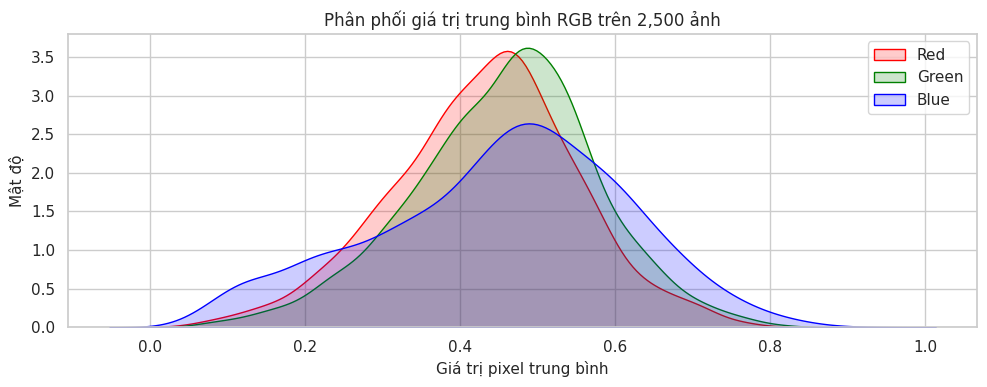 Phân phối giá trị trung bình RGB trên 2,500 ảnh
Mật độ
3.5
3.0
2.5
2.0
1.5
1.0
0.5
0.0
Red
Green
Blue
0.0 0.2 0.4 0.6 0.8 1.0
Giá trị pixel trung bình